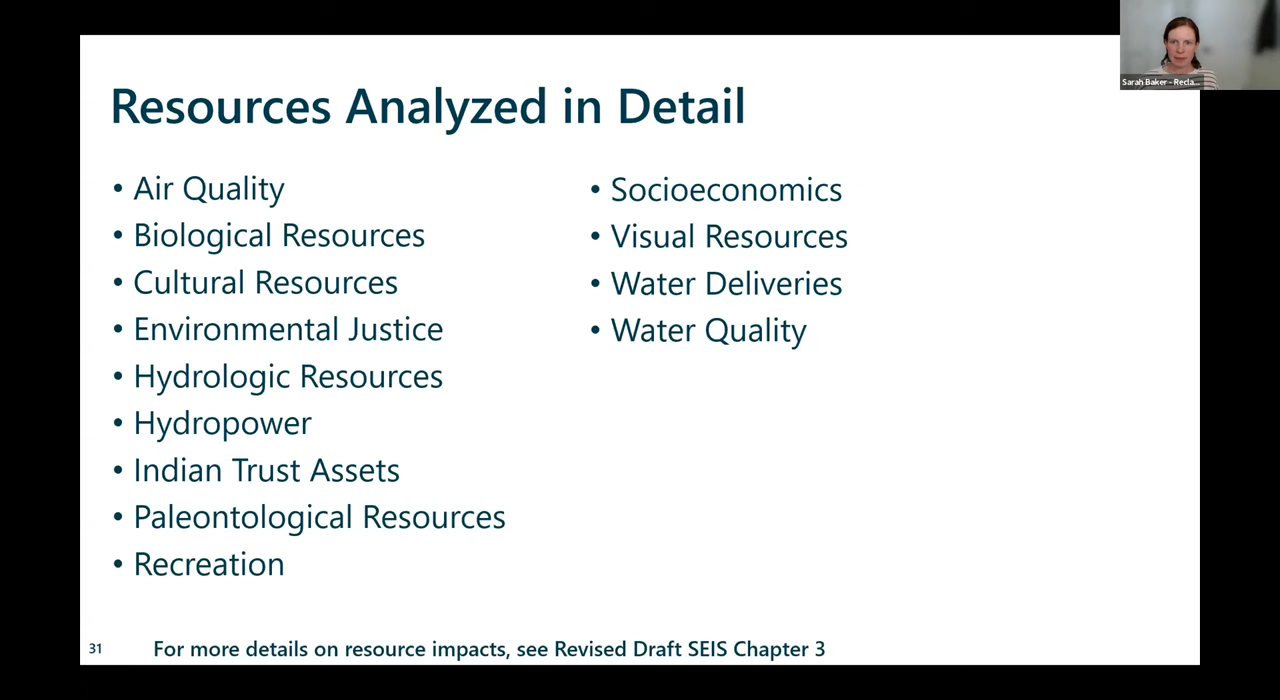 Resources Analyzed in Detail
• Air Quality
• Biological Resources
• Cultural Resources
• Environmental Justice
• Hydrologic Resources
• Hydropower
• Indian Trust Assets
• Paleontological Resources
• Recreation
• Socioeconomics
• Visual Resources
• Water Deliveries
• Water Quality
31 For more details on resource impacts, see Revised Draft SEIS Chapter 3
Sarah Baker - Recla...